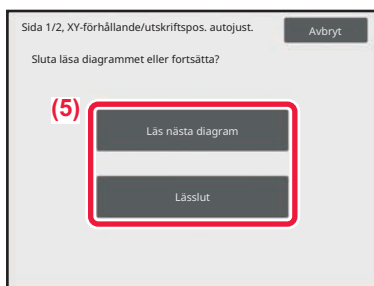 Sida 1/2, XY-förhållande/utskriftspos. autojust.
Avbryt
Sluta läsa diagrammet eller fortsätta?
(5)
Läs nästa diagram
Lässlut